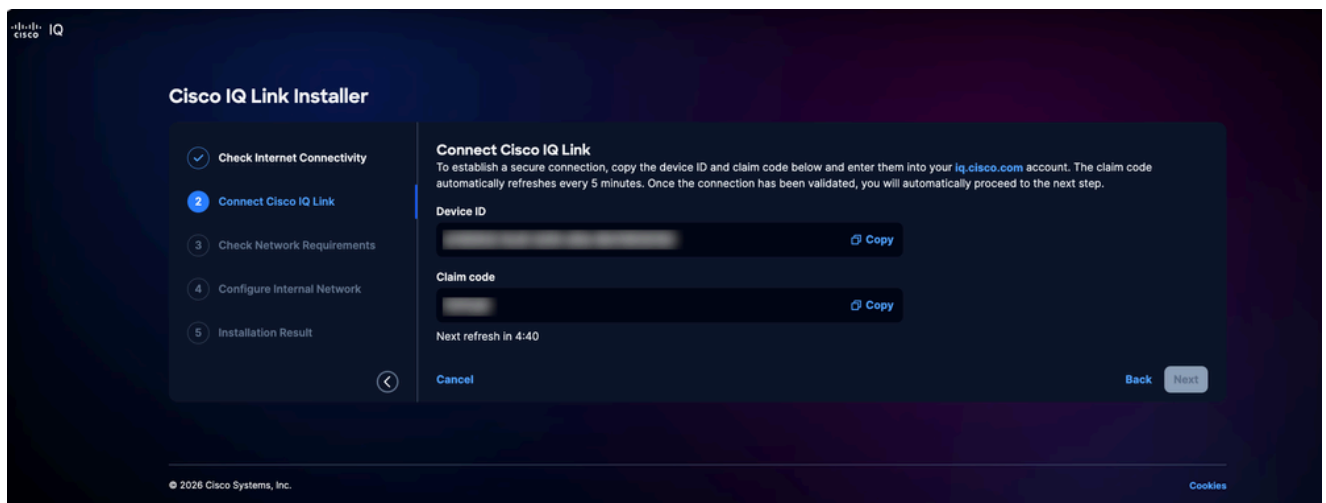 cisco IQ
Cisco IQ Link Installer
Check Internet Connectivity
2 Connect Cisco IQ Link
3 Check Network Requirements
4 Configure Internal Network
5 Installation Result
Connect Cisco IQ Link
To establish a secure connection, copy the device ID and claim code below and enter them into your iq.cisco.com account. The claim code
automatically refreshes every 5 minutes. Once the connection has been validated, you will automatically proceed to the next step.
Device ID
Copy
Claim code
Copy
Next refresh in 4:40
Cancel
Back Next
© 2026 Cisco Systems, Inc.
Cookies